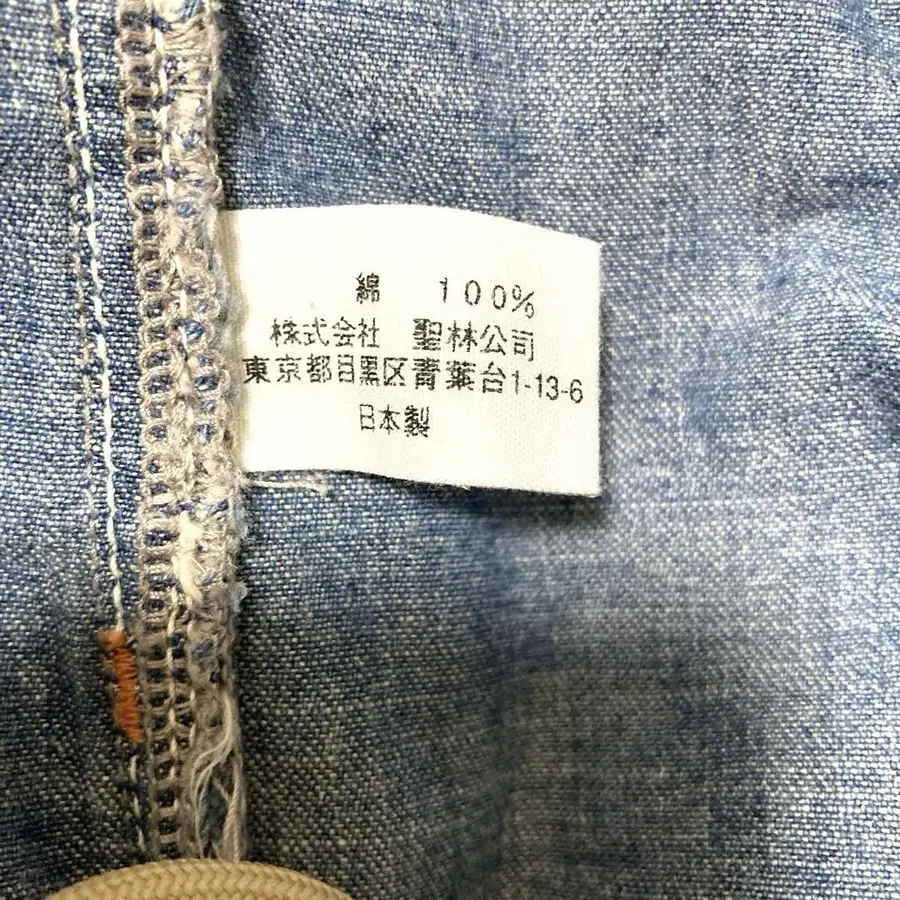 綿 100%
株式会社 聖林公司
東京都目黒区青葉台1-13-6
日本製